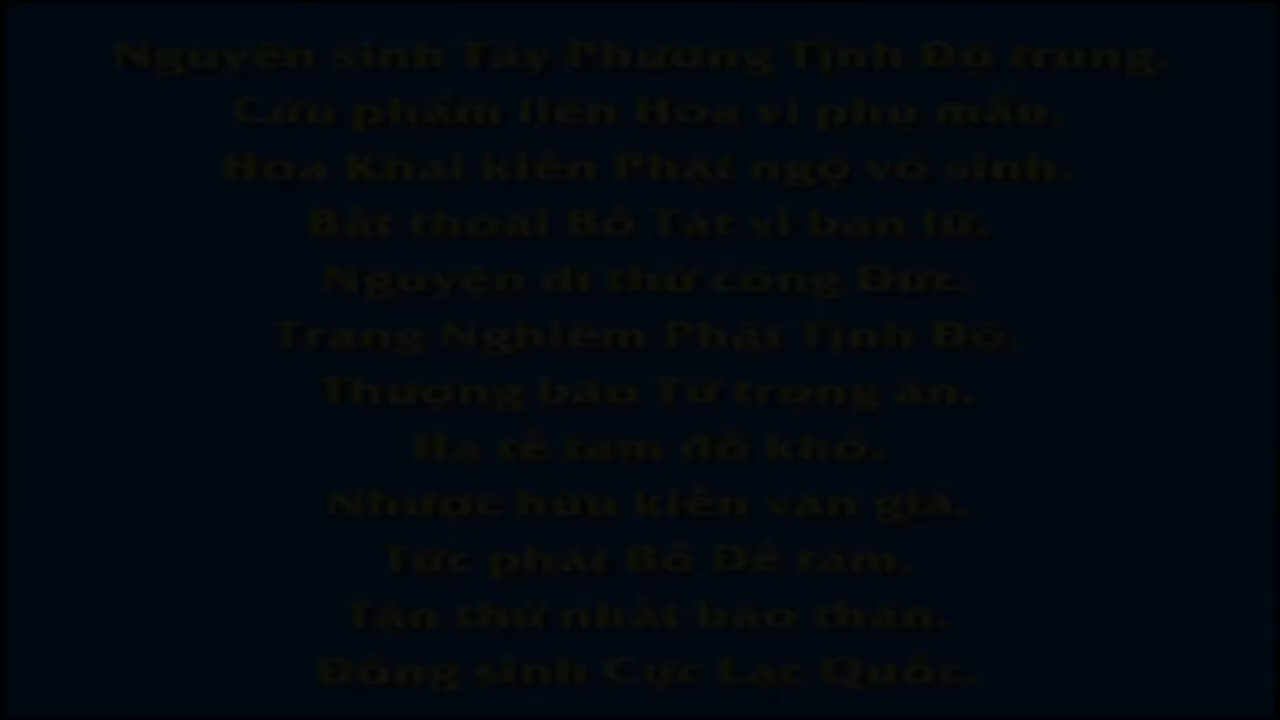 Nguyện sinh Tây Phương Tịnh Độ trung.
Cửu phẩm liên Hoa vi phụ mẫu.
Hoa Khai kiến Phật ngộ vô sinh.
Bất thoái Bồ Tát vi bạn lữ.
Nguyện dĩ thử công Đức.
Trang Nghiêm Phật Tịnh Độ.
Thượng báo Tứ trọng ân.
Hạ tế tam đồ khổ.
Nhược hữu kiến văn giả.
Tức phát Bồ Đề tâm.
Tận thử nhất báo thân.
Đồng sinh Cực Lạc Quốc.